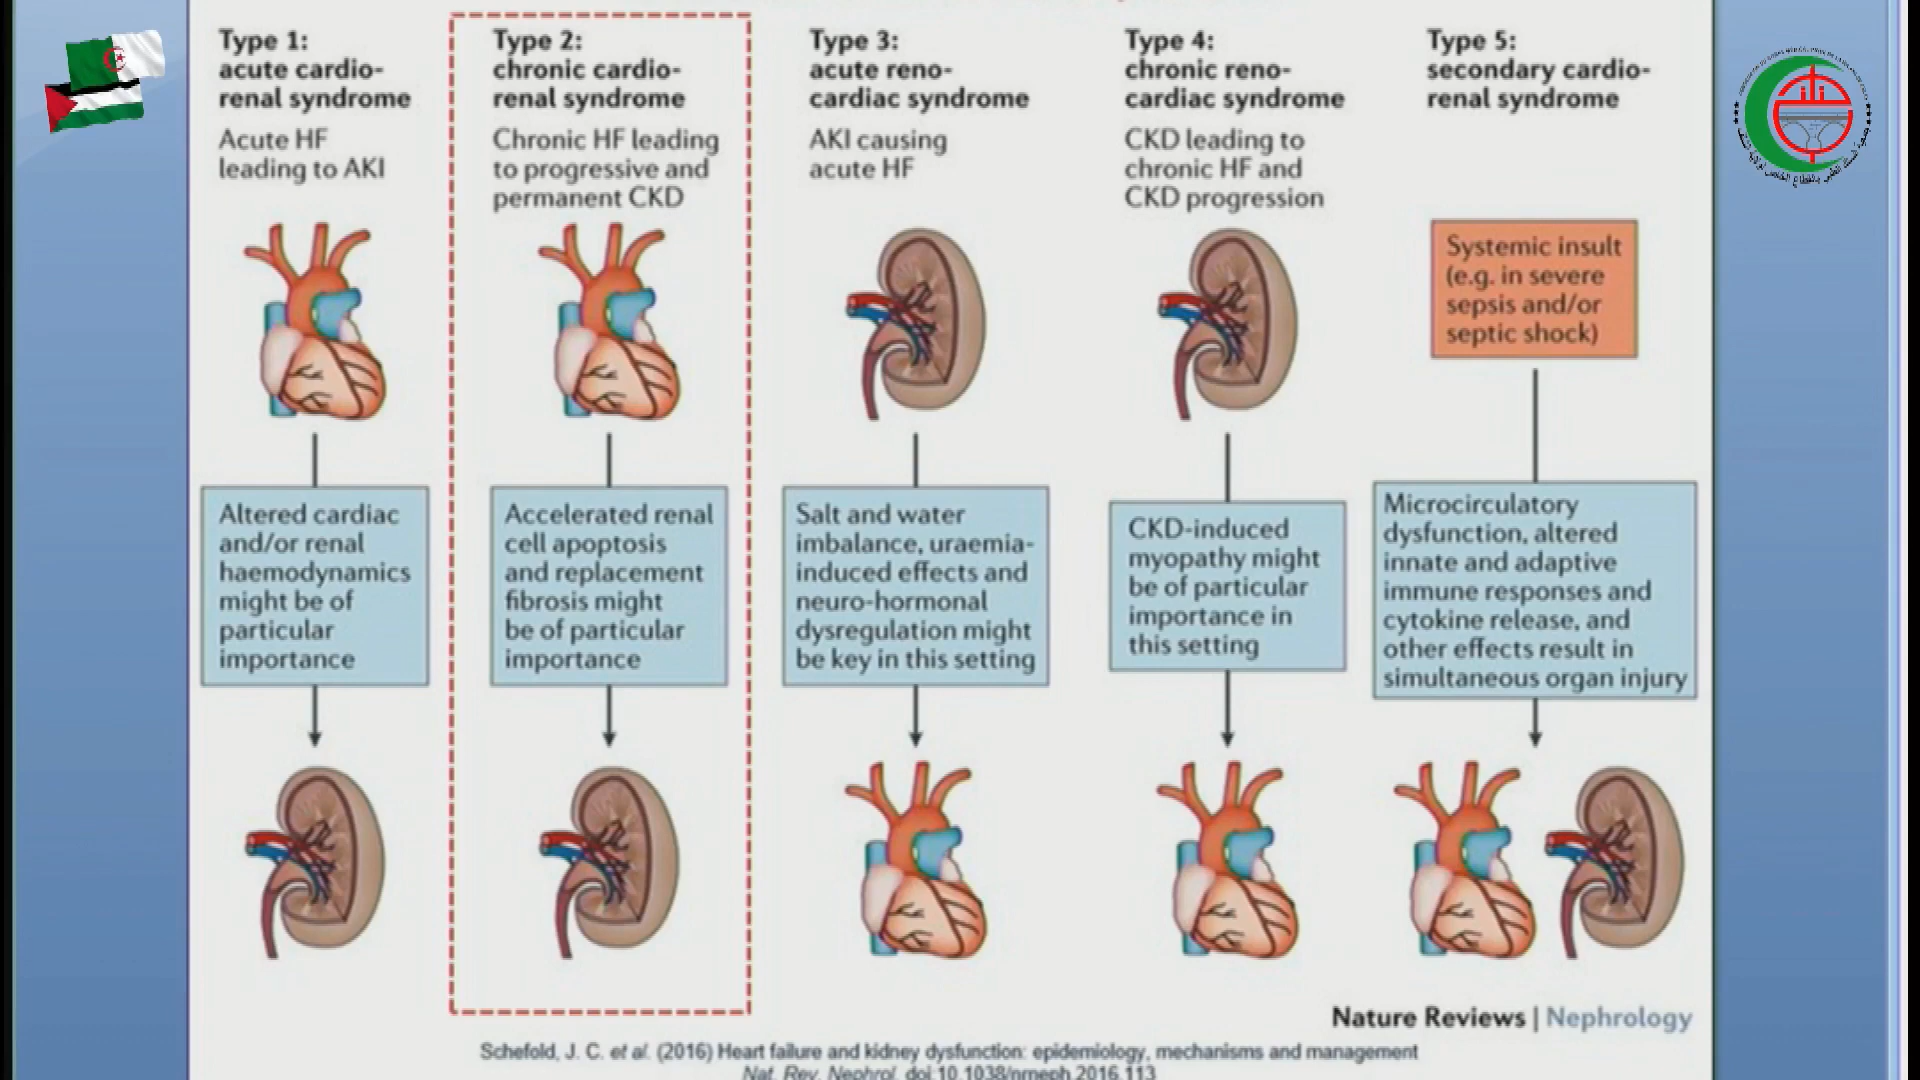 Type 1:
acute cardio-
renal syndrome
Acute HF
leading to AKI
Altered cardiac
and/or renal
haemodynamics
might be of
particular
importance
Type 2:
chronic cardio-
renal syndrome
Chronic HF leading
to progressive and
permanent CKD
Accelerated renal
cell apoptosis
and replacement
fibrosis might
be of particular
importance
Type 3:
acute reno-
cardiac syndrome
AKI causing
acute HF
Salt and water
imbalance, uraemia-
induced effects and
neuro-hormonal
dysregulation might
be key in this setting
Type 4:
chronic reno-
cardiac syndrome
CKD leading to
chronic HF and
CKD progression
CKD-induced
myopathy might
be of particular
importance in
this setting
Type 5:
secondary cardio-
renal syndrome
Systemic insult
(e.g. in severe
sepsis and/or
septic shock)
Microcirculatory
dysfunction, altered
innate and adaptive
immune responses and
cytokine release, and
other effects result in
simultaneous organ injury
Nature Reviews | Nephrology
Schefold, J. C. et al. (2016) Heart failure and kidney dysfunction: epidemiology, mechanisms and management
Nat. Rev. Nephrol. doi:10.1038/nrneph.2016.113